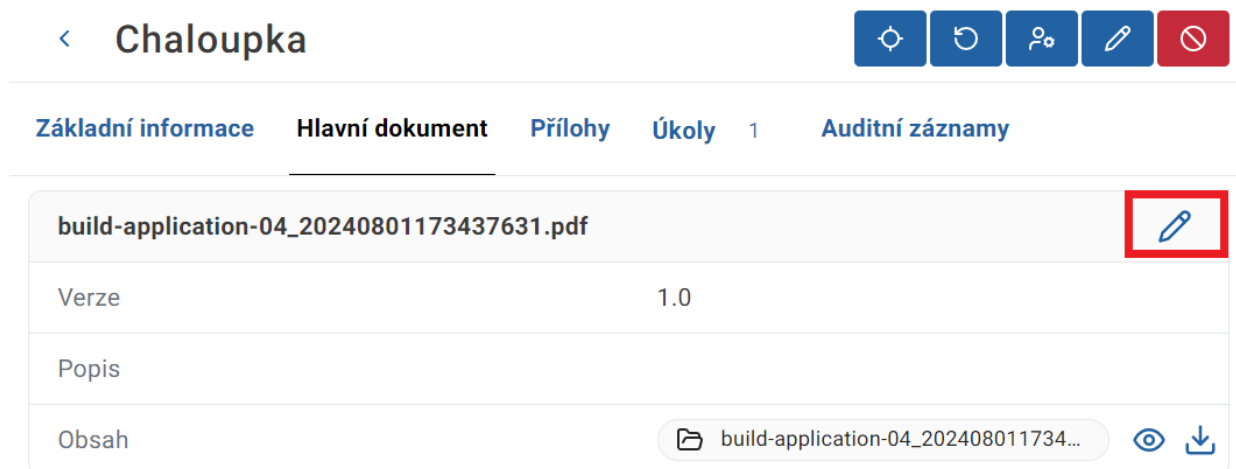 Chaloupka
Základní informace Hlavní dokument Přílohy Úkoly 1 Auditní záznamy
build-application-04_20240801173437631.pdf
Verze 1.0
Popis
Obsah build-application-04_202408011734...